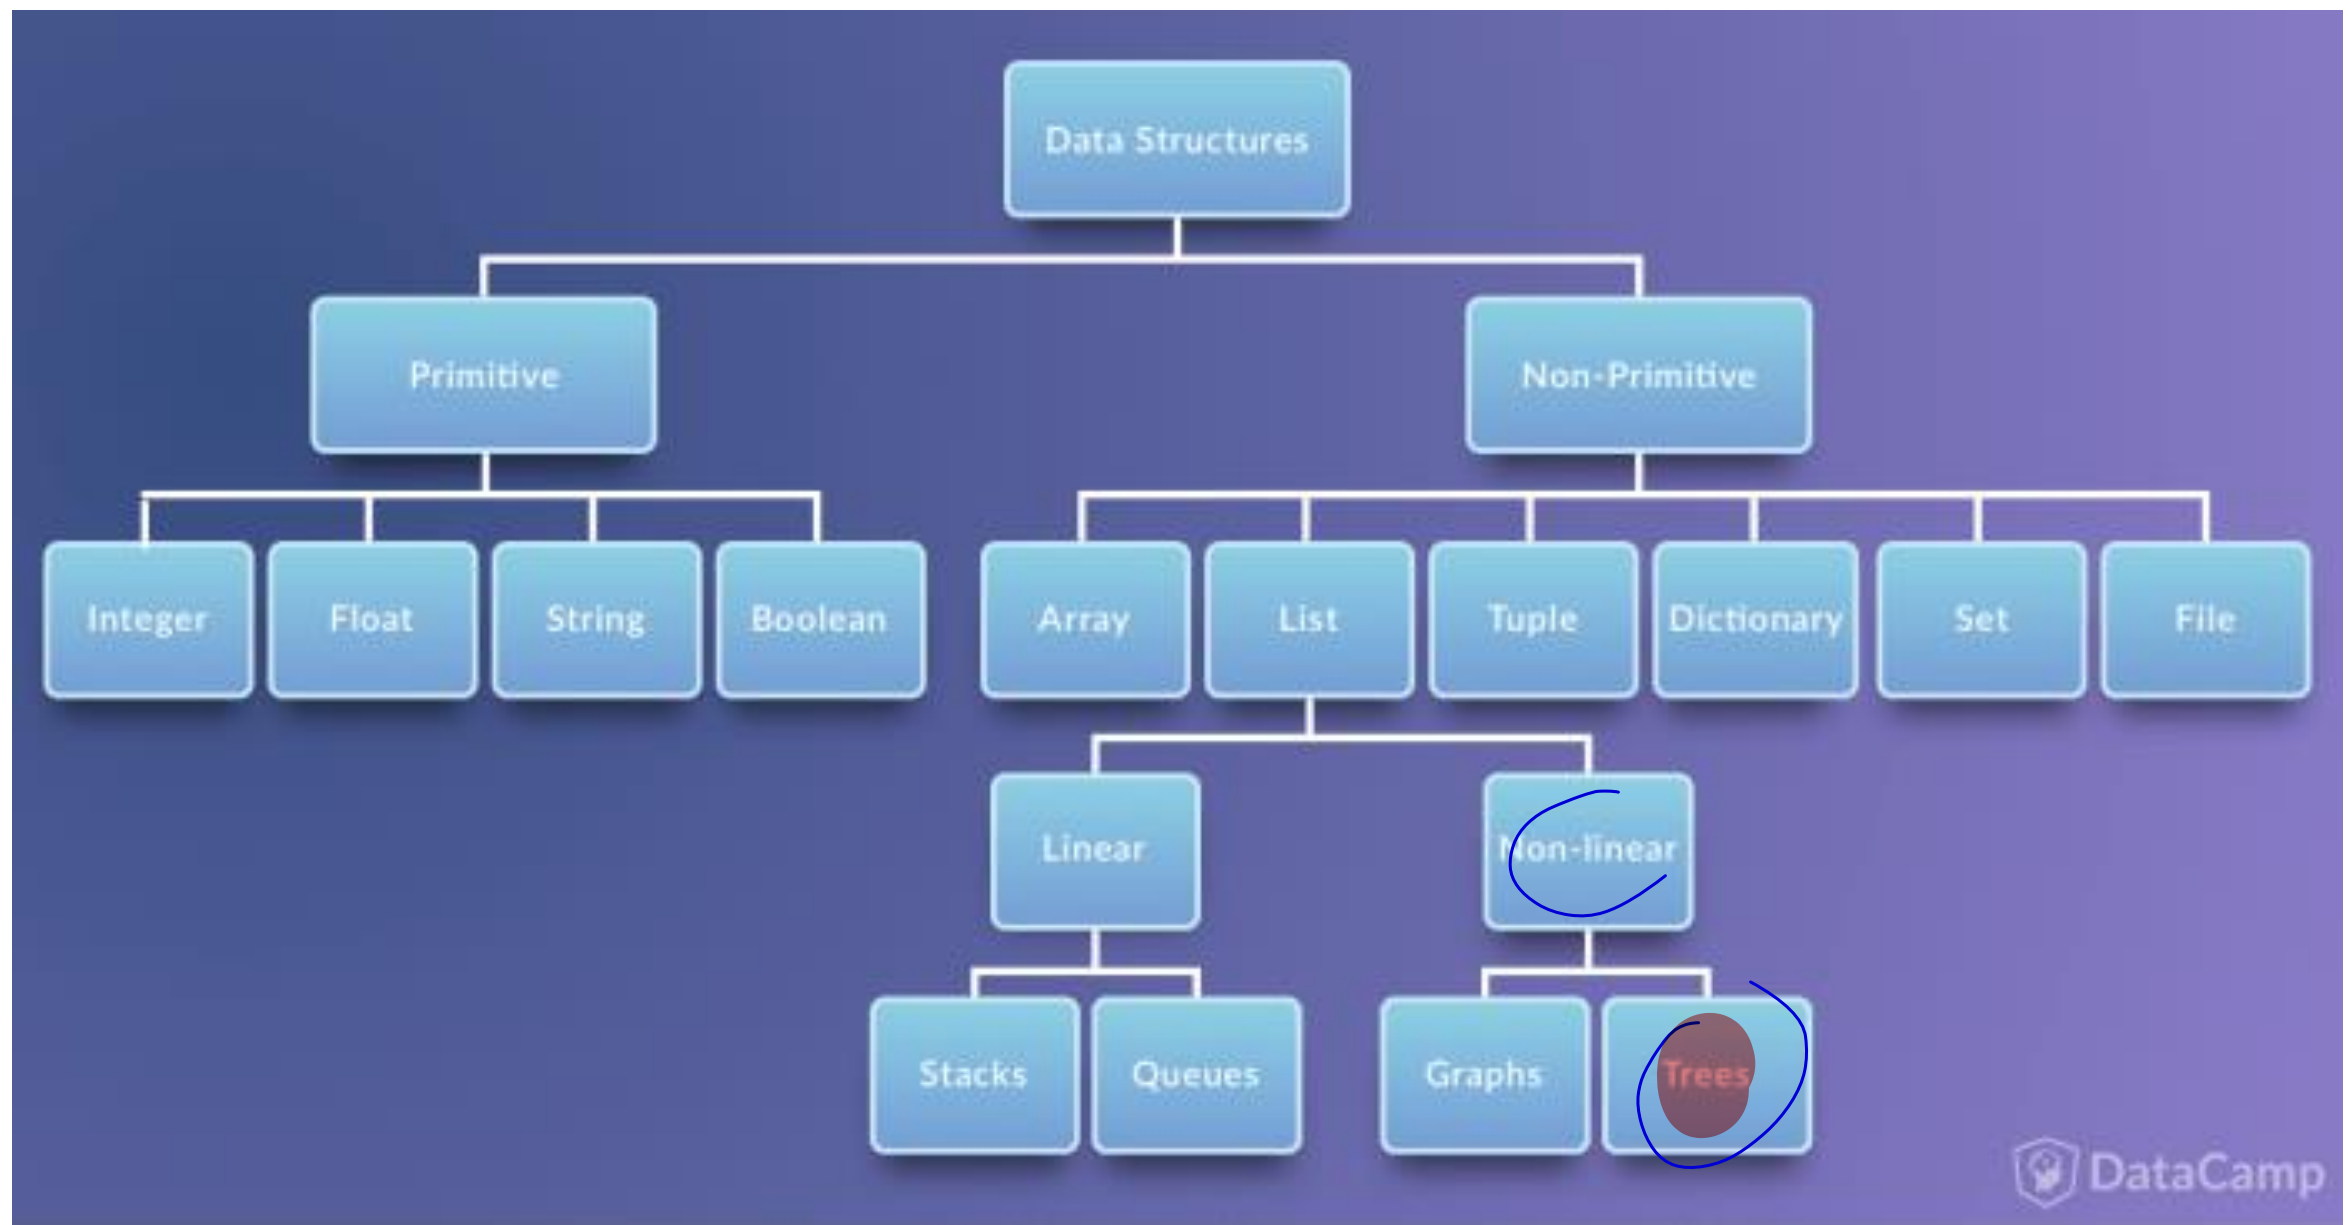 Data Structures
Primitive
Non-Primitive
Integer
Float
String
Boolean
Array
List
Tuple
Dictionary
Set
File
Linear
Non-linear
Stacks
Queues
Graphs
Trees
DataCamp